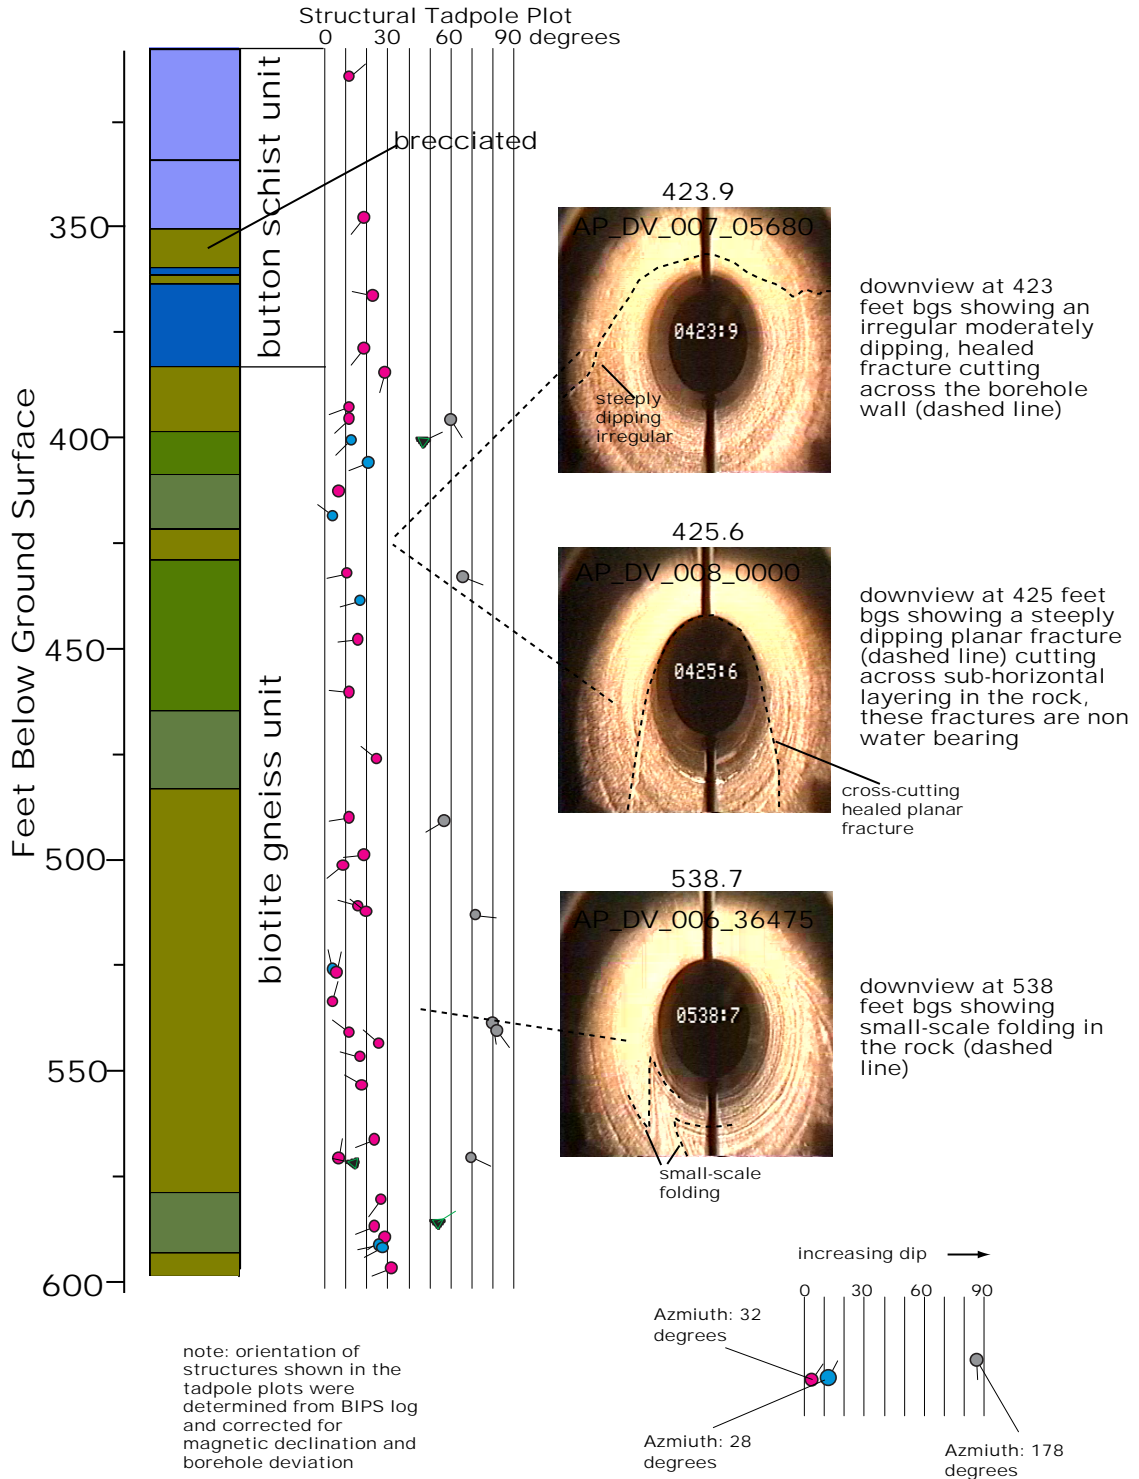 Structural Tadpole Plot
0 30 60 90 degrees
Feet Below Ground Surface
350
400
450
500
550
600
button schist unit
biotite gneiss unit
brecciated
423.9
AP_DV_007_05680
0423:9
steeply
dipping
irregular
downview at 423
feet bgs showing an
irregular moderately
dipping, healed
fracture cutting
across the borehole
wall (dashed line)
425.6
AP_DV_008_0000
0425:6
downview at 425 feet
bgs showing a steeply
dipping planar fracture
(dashed line) cutting
across sub-horizontal
layering in the rock,
these fractures are non
water bearing
cross-cutting
healed planar
fracture
538.7
AP_DV_006_36475
0538:7
downview at 538
feet bgs showing
small-scale folding in
the rock (dashed
line)
small-scale
folding
note: orientation of
structures shown in the
tadpole plots were
determined from BIPS log
and corrected for
magnetic declination and
borehole deviation
increasing dip
0 30 60 90
Azmiuth: 32
degrees
Azmiuth: 28
degrees
Azmiuth: 178
degrees